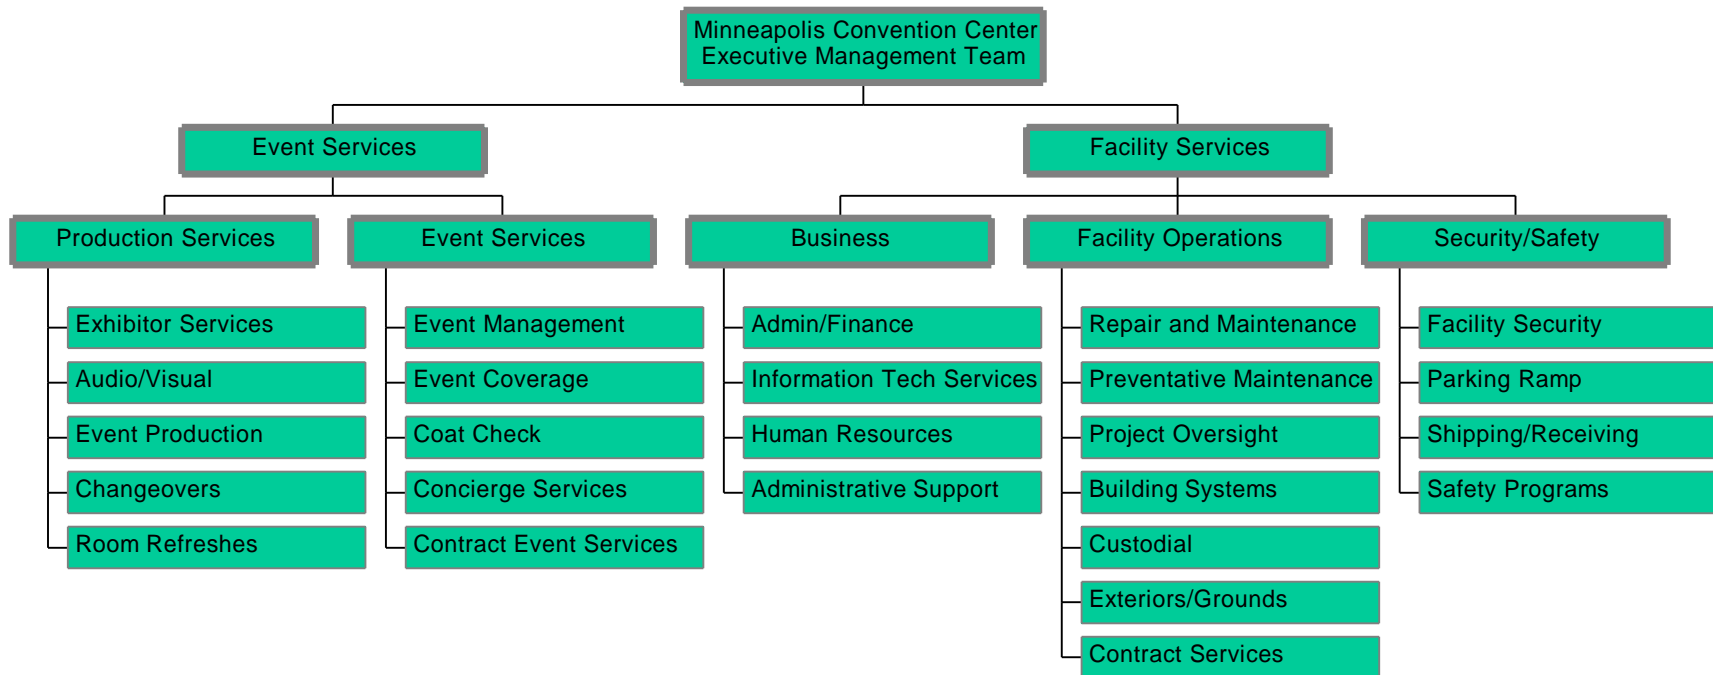 Minneapolis Convention Center
Executive Management Team
Event Services
Facility Services
Production Services
Event Services
Business
Facility Operations
Security/Safety
Exhibitor Services
Audio/Visual
Event Production
Changeovers
Room Refreshes
Event Management
Event Coverage
Coat Check
Concierge Services
Contract Event Services
Admin/Finance
Information Tech Services
Human Resources
Administrative Support
Repair and Maintenance
Preventative Maintenance
Project Oversight
Building Systems
Custodial
Exteriors/Grounds
Contract Services
Facility Security
Parking Ramp
Shipping/Receiving
Safety Programs